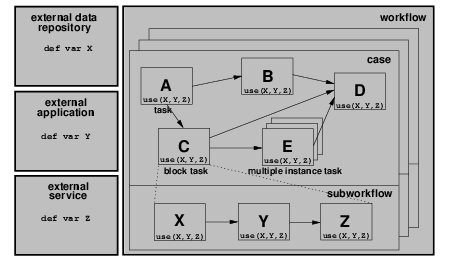 external data
repository
def var X
external
application
def var Y
external
service
def var Z
workflow
case
A
use(X,Y,Z)
task
B
use(X,Y,Z)
D
use(X,Y,Z)
C
use(X,Y,Z)
block task
E
use(X,Y,Z)
multiple instance task
subworkflow
X
use(X,Y,Z)
Y
use(X,Y,Z)
Z
use(X,Y,Z)